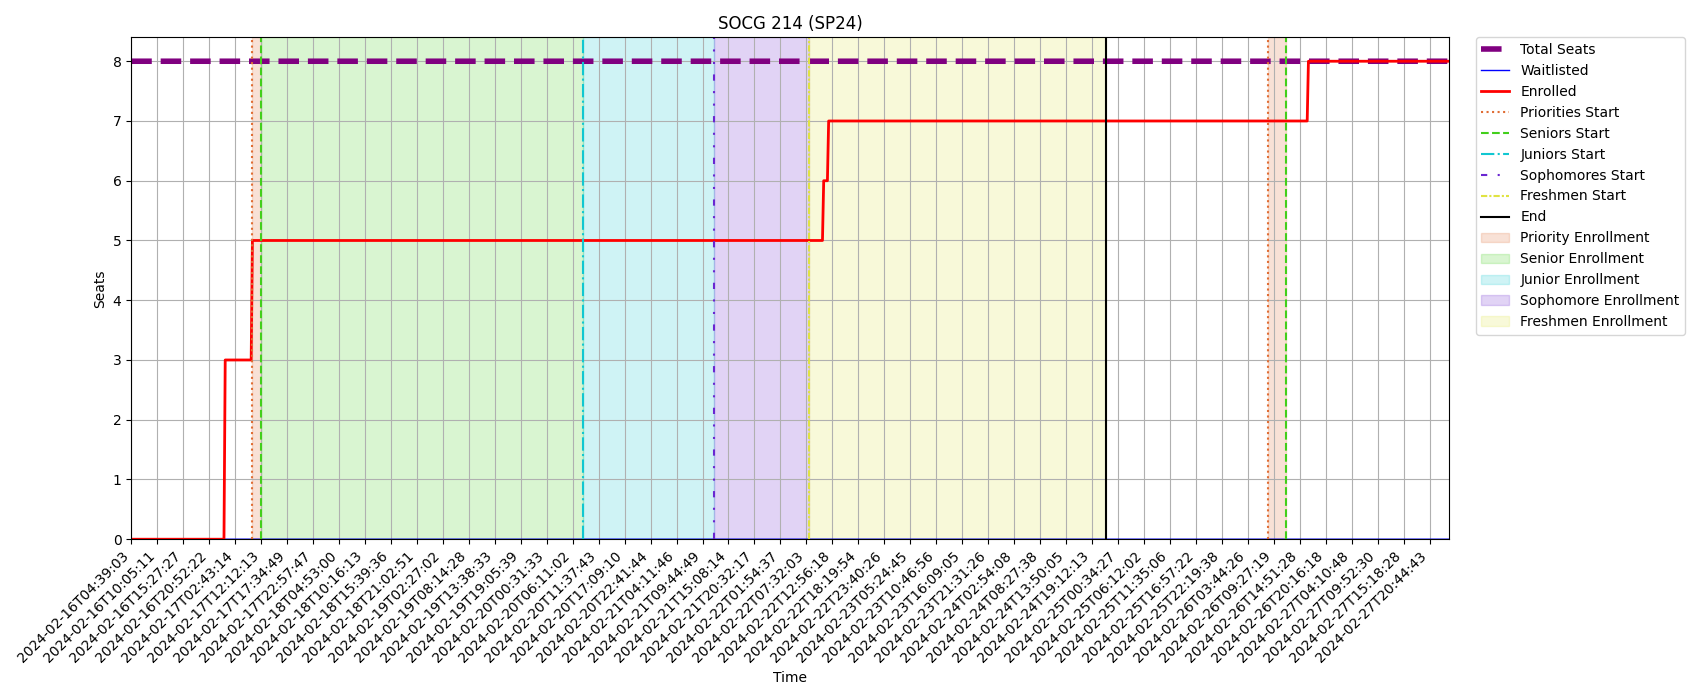 SOCG 214 (SP24)
Total Seats
Waitlisted
Enrolled
Priorities Start
Seniors Start
Juniors Start
Sophomores Start
Freshmen Start
End
Priority Enrollment
Senior Enrollment
Junior Enrollment
Sophomore Enrollment
Freshmen Enrollment
Seats
8
7
6
5
4
3
2
1
0
2024-02-16T04:39:03
2024-02-16T10:05:11
2024-02-16T15:27:27
2024-02-16T20:52:22
2024-02-17T02:43:14
2024-02-17T12:12:13
2024-02-17T17:34:49
2024-02-17T22:57:47
2024-02-18T04:53:00
2024-02-18T10:16:13
2024-02-18T15:39:36
2024-02-18T21:02:51
2024-02-19T02:27:02
2024-02-19T08:14:28
2024-02-19T13:38:33
2024-02-19T19:05:39
2024-02-20T00:31:33
2024-02-20T06:11:02
2024-02-20T11:37:45
2024-02-20T17:09:10
2024-02-20T22:41:44
2024-02-21T04:11:46
2024-02-21T09:44:49
2024-02-21T15:08:14
2024-02-21T20:32:17
2024-02-22T01:54:37
2024-02-22T07:32:03
2024-02-22T12:56:18
2024-02-22T18:19:54
2024-02-22T23:40:26
2024-02-23T05:24:45
2024-02-23T10:46:56
2024-02-23T16:09:05
2024-02-23T21:31:26
2024-02-24T02:54:08
2024-02-24T08:27:38
2024-02-24T13:50:05
2024-02-24T19:12:13
2024-02-25T00:34:27
2024-02-25T06:12:02
2024-02-25T11:35:06
2024-02-25T16:57:22
2024-02-25T22:19:38
2024-02-26T03:44:26
2024-02-26T09:27:19
2024-02-26T14:51:28
2024-02-26T20:16:18
2024-02-27T04:10:48
2024-02-27T09:52:30
2024-02-27T15:18:28
2024-02-27T20:44:43
Time